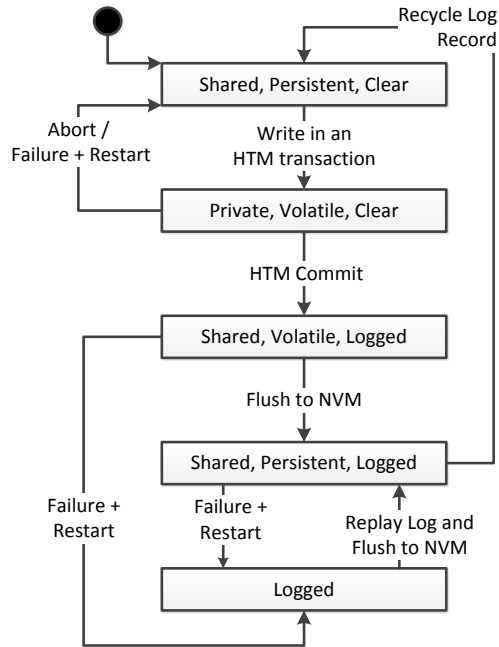 Recycle Log
Record
Shared, Persistent, Clear
Abort /
Failure + Restart
Write in an
HTM transaction
Private, Volatile, Clear
HTM Commit
Shared, Volatile, Logged
Flush to NVM
Shared, Persistent, Logged
Failure +
Restart
Failure +
Restart
Replay Log and
Flush to NVM
Logged